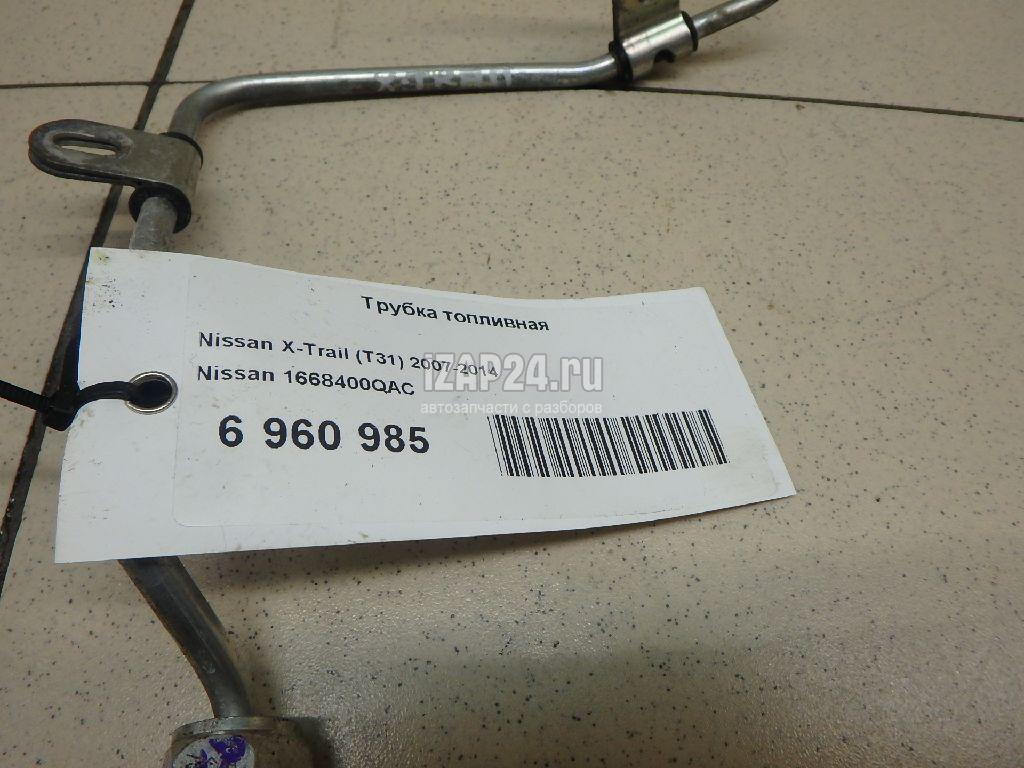 Трубка топливная
Nissan X-Trail (T31) 2007-2014
Nissan 1668400QAC
iZAP24.ru
автозапчасти с разборов
6 960 985